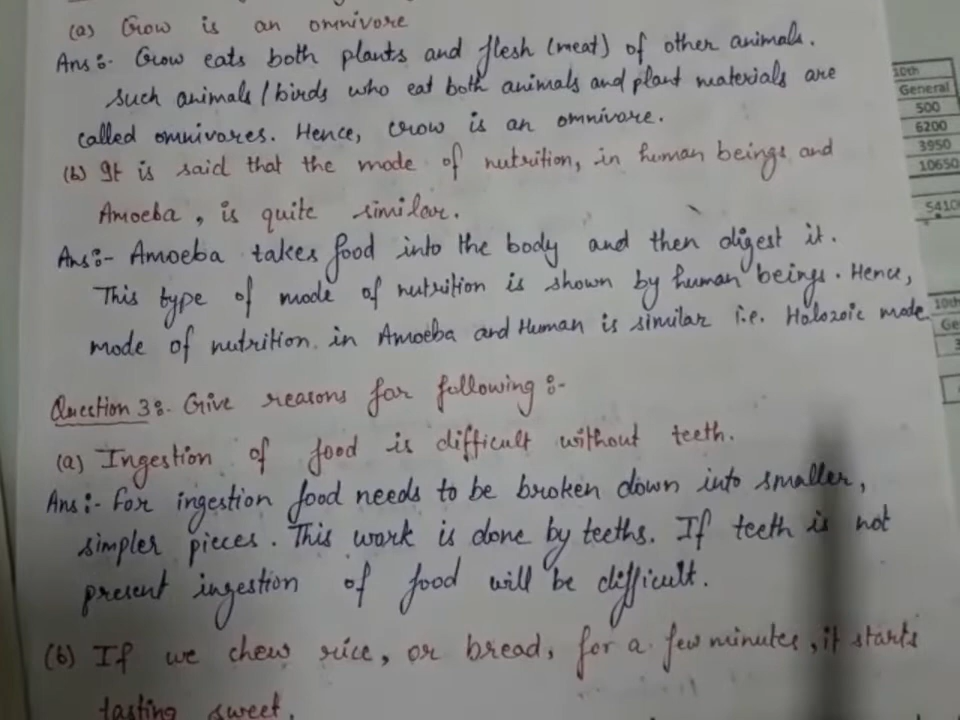 (a) Crow is an omnivore
Ans:- Crow eats both plants and flesh (meat) of other animals.
such animals / birds who eat both animals and plant materials are
called omnivores. Hence, crow is an omnivore.
(b) It is said that the mode of nutrition, in human beings and
Amoeba, is quite similar.
Ans:- Amoeba takes food into the body and then digest it.
This type of mode of nutrition is shown by human beings. Hence,
mode of nutrition in Amoeba and Human is similar i.e. Holozoic mode
Question 3:- Give reasons for following :-
(a) Ingestion of food is difficult without teeth.
Ans:- For ingestion food needs to be broken down into smaller,
simpler pieces. This work is done by teeths. If teeth is not
present ingestion of food will be difficult.
(b) If we chew rice, or bread, for a few minutes, it starts
tasting sweet.
10th
General
500
6200
3950
10650
5410
10th
Ge
3